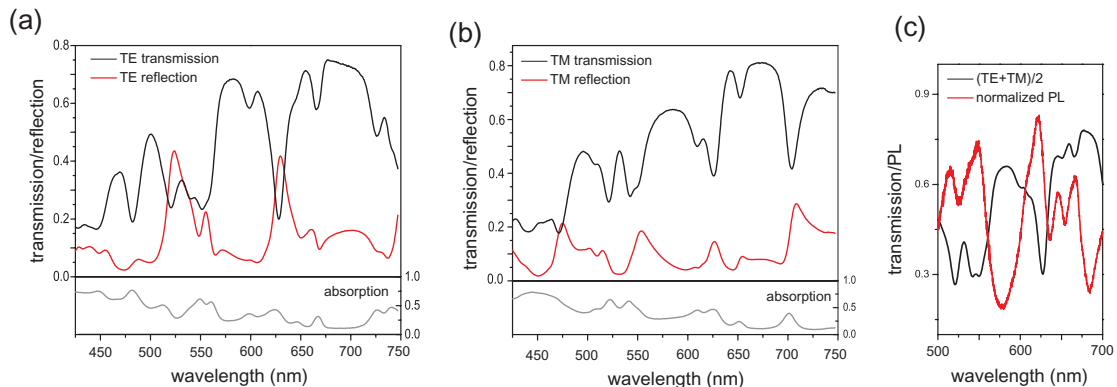 (a)
TE transmission
TE reflection
transmission/reflection
0.8
0.6
0.4
0.2
0.0
1.0
0.5
0.0
absorption
450 500 550 600 650 700 750
wavelength (nm)
(b)
TM transmission
TM reflection
transmission/reflection
0.8
0.6
0.4
0.2
0.0
1.0
0.5
0.0
absorption
450 500 550 600 650 700 750
wavelength (nm)
(c)
(TE+TM)/2
normalized PL
transmission/PL
0.9
0.6
0.3
500 600 700
wavelength (nm)